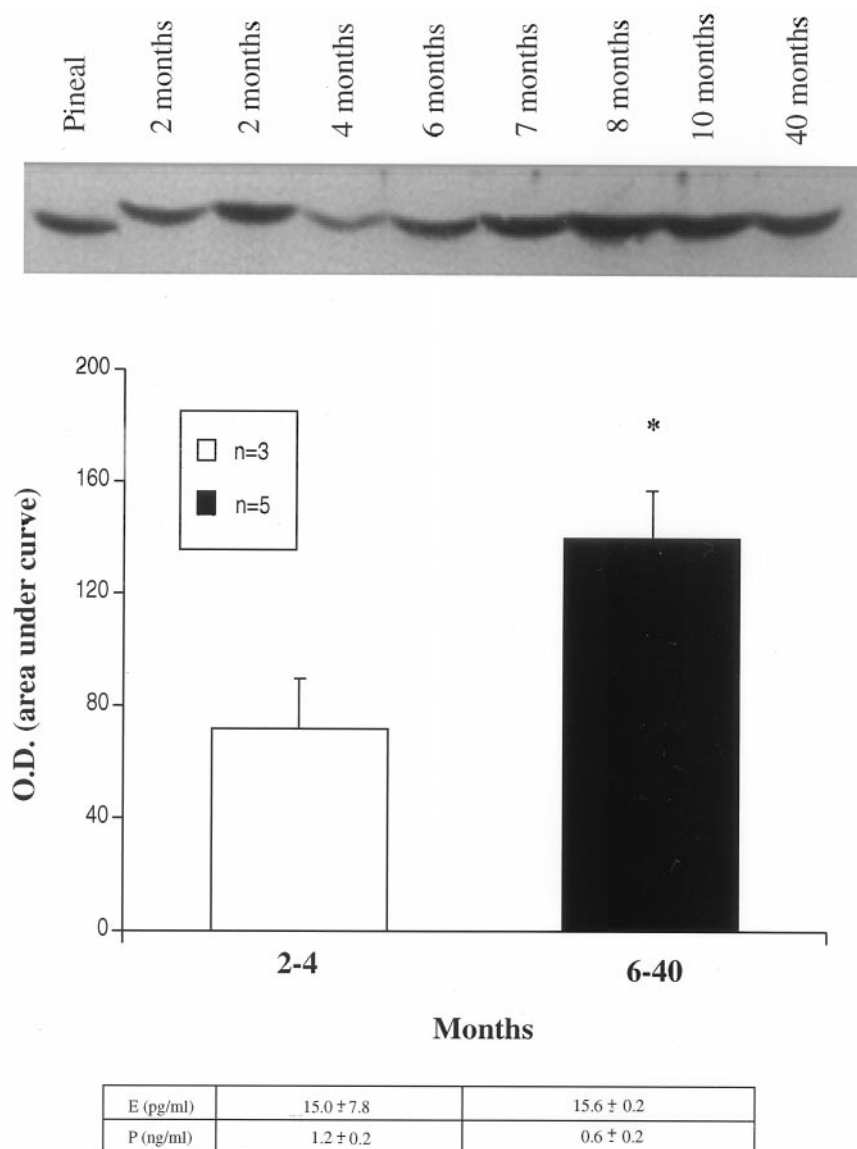 Pineal
2 months
2 months
4 months
6 months
7 months
8 months
10 months
40 months
200
160
120
80
40
0
O.D. (area under curve)
n=3
n=5
*
2-4
6-40
Months
E (pg/ml) 15.0 ± 7.8 15.6 ± 0.2
P (ng/ml) 1.2 ± 0.2 0.6 ± 0.2